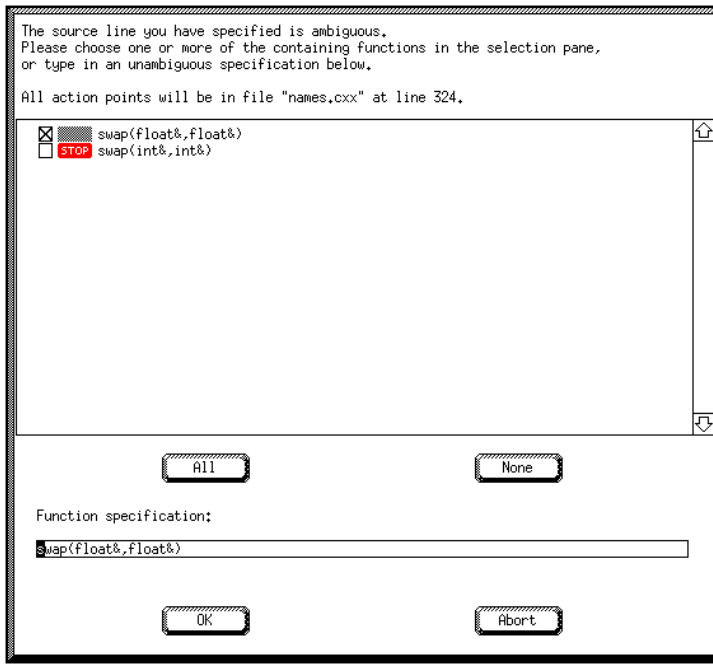 The source line you have specified is ambiguous.
Please choose one or more of the containing functions in the selection pane,
or type in an unambiguous specification below.
All action points will be in file "names.cxx" at line 324.
swap(float&,float&)
STOP swap(int&,int&)
All
None
Function specification:
swap(float&,float&)
OK
Abort